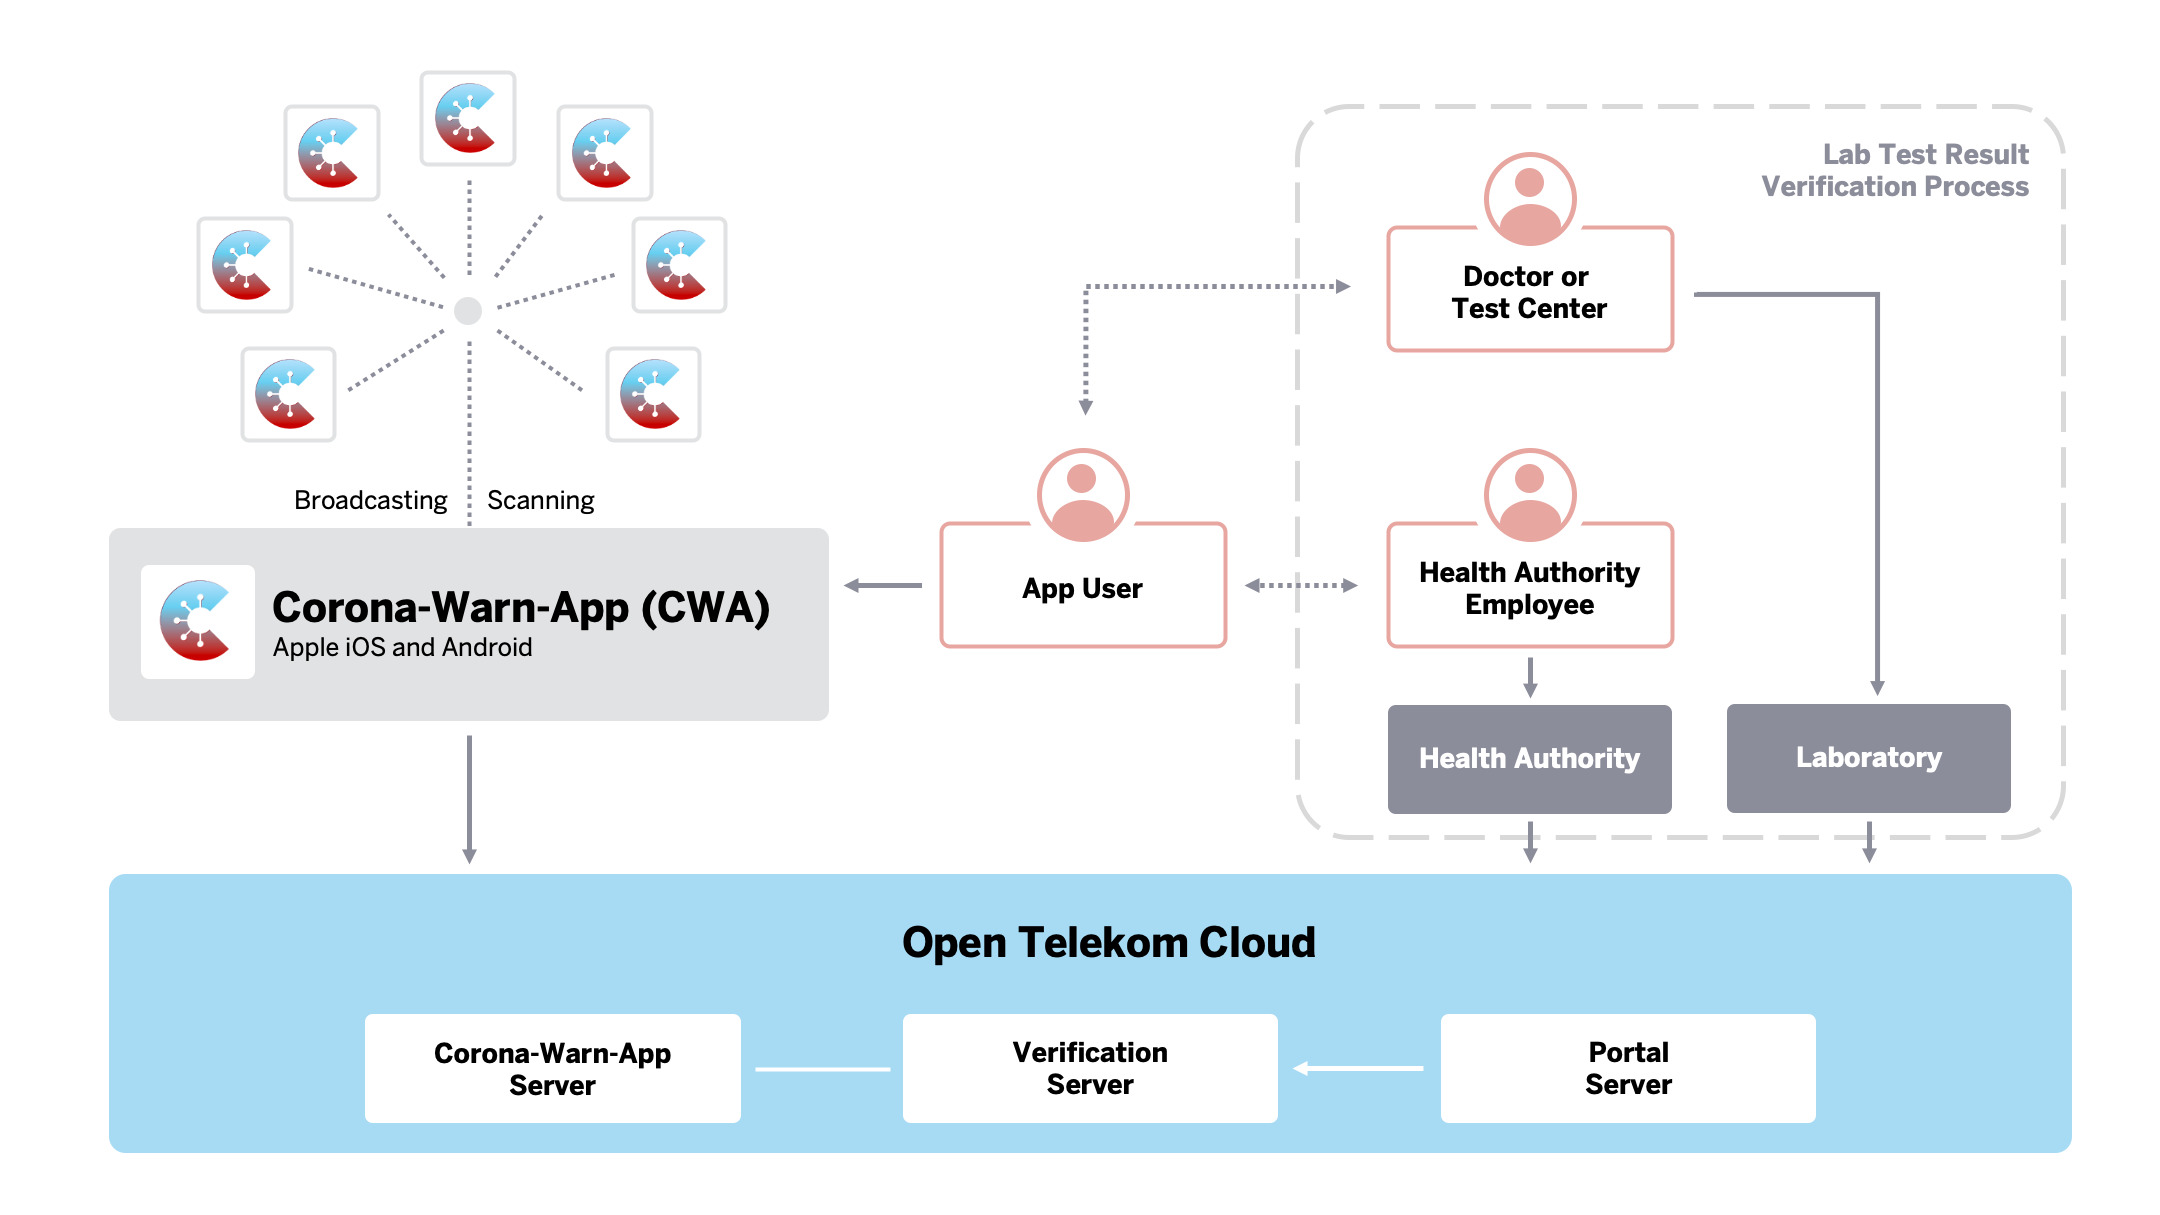 Lab Test Result
Verification Process
Doctor or
Test Center
Broadcasting
Scanning
Corona-Warn-App (CWA)
Apple iOS and Android
App User
Health Authority
Employee
Health Authority
Laboratory
Open Telekom Cloud
Corona-Warn-App
Server
Verification
Server
Portal
Server